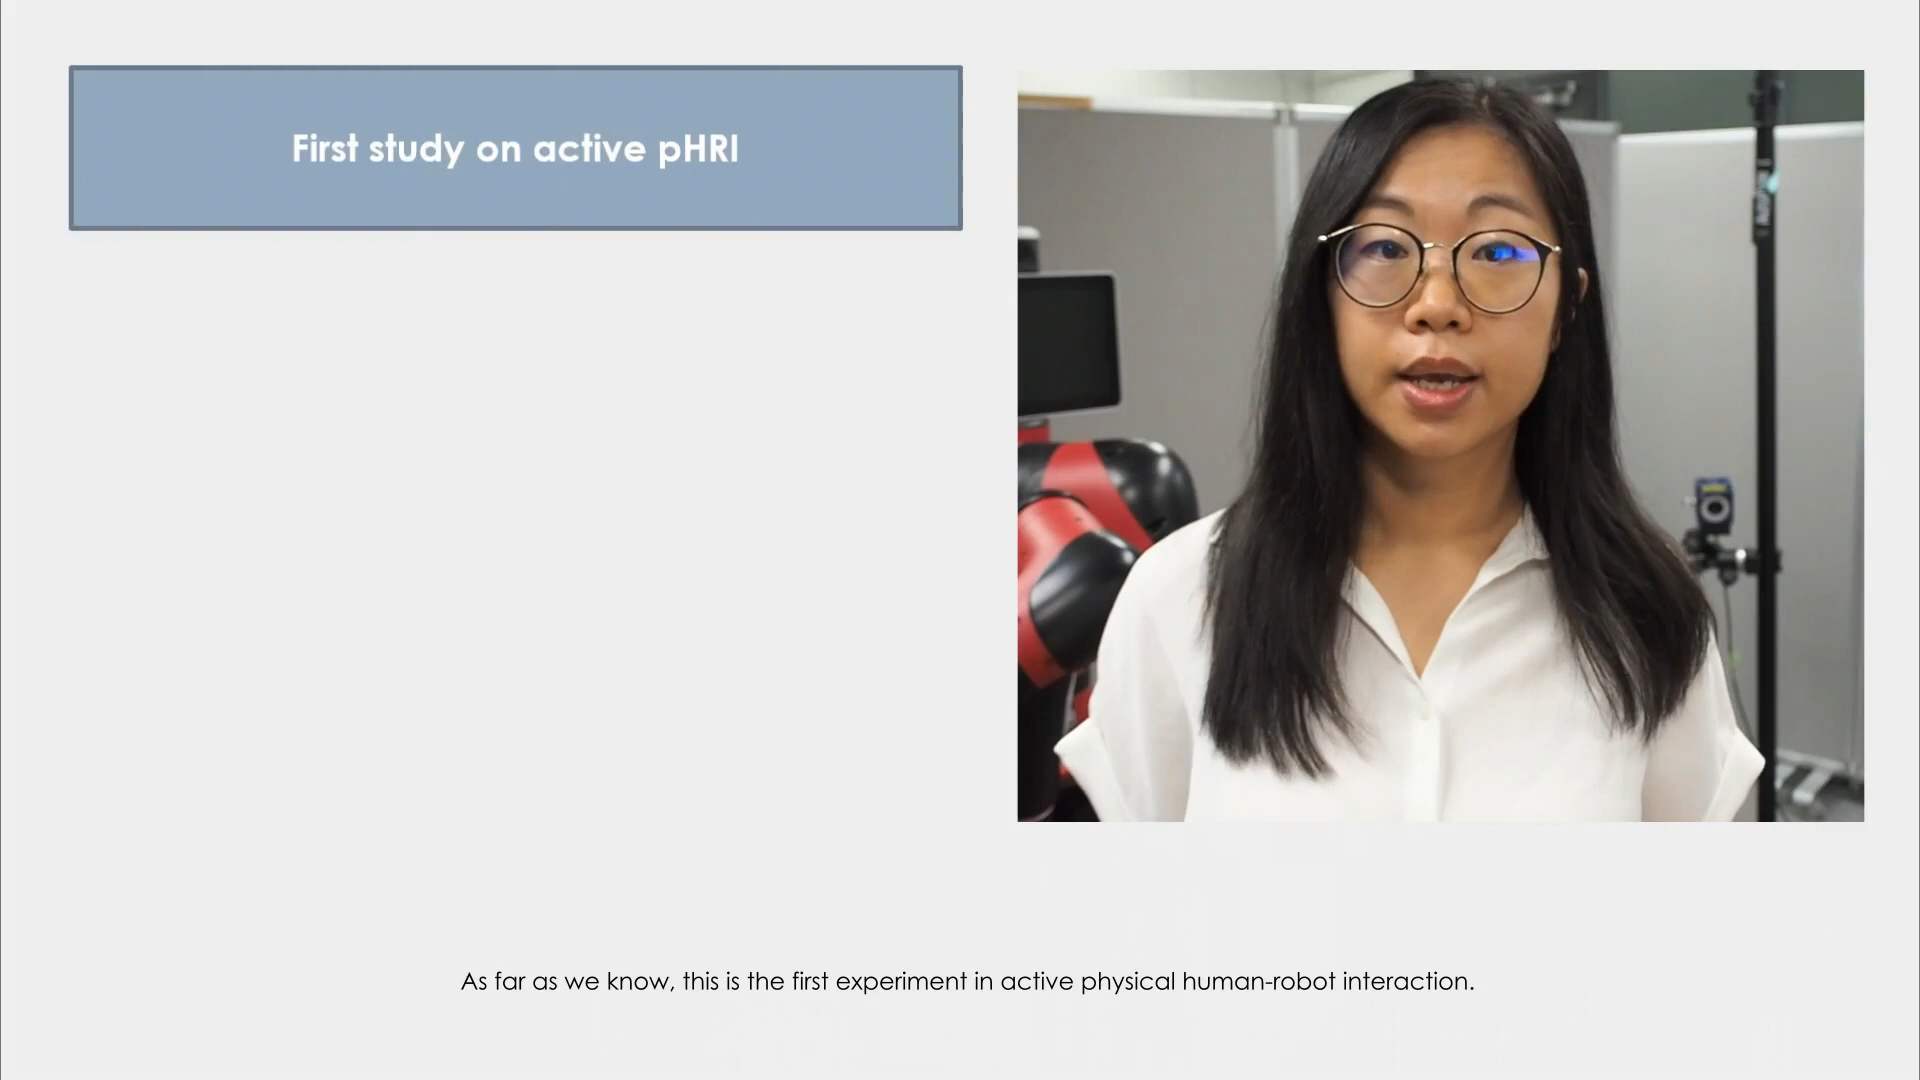 First study on active pHRI
As far as we know, this is the first experiment in active physical human-robot interaction.